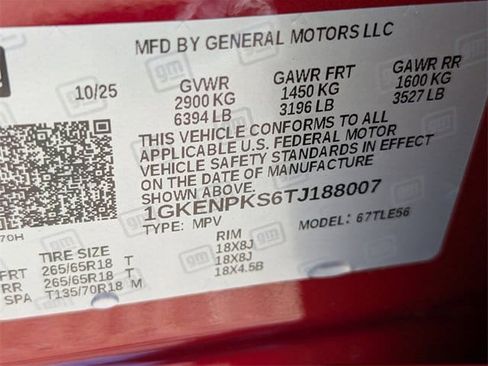 MFD BY GENERAL MOTORS LLC
10/25
GVWR GAWR FRT GAWR RR
2900 KG 1450 KG 1600 KG
6394 LB 3196 LB 3527 LB
THIS VEHICLE CONFORMS TO ALL
APPLICABLE U.S. FEDERAL MOTOR
VEHICLE SAFETY STANDARDS IN EFFECT
ON THE DATE OF MANUFACTURE
SHOWN ABOVE.
1GKENPKS6TJ188007
TYPE: MPV MODEL: 67TLE56
70H
TIRE SIZE RIM
FRT 265/65R18 T 18X8J
RR 265/65R18 T 18X8J
SPA T135/70R18 M 18X4.5B
gm